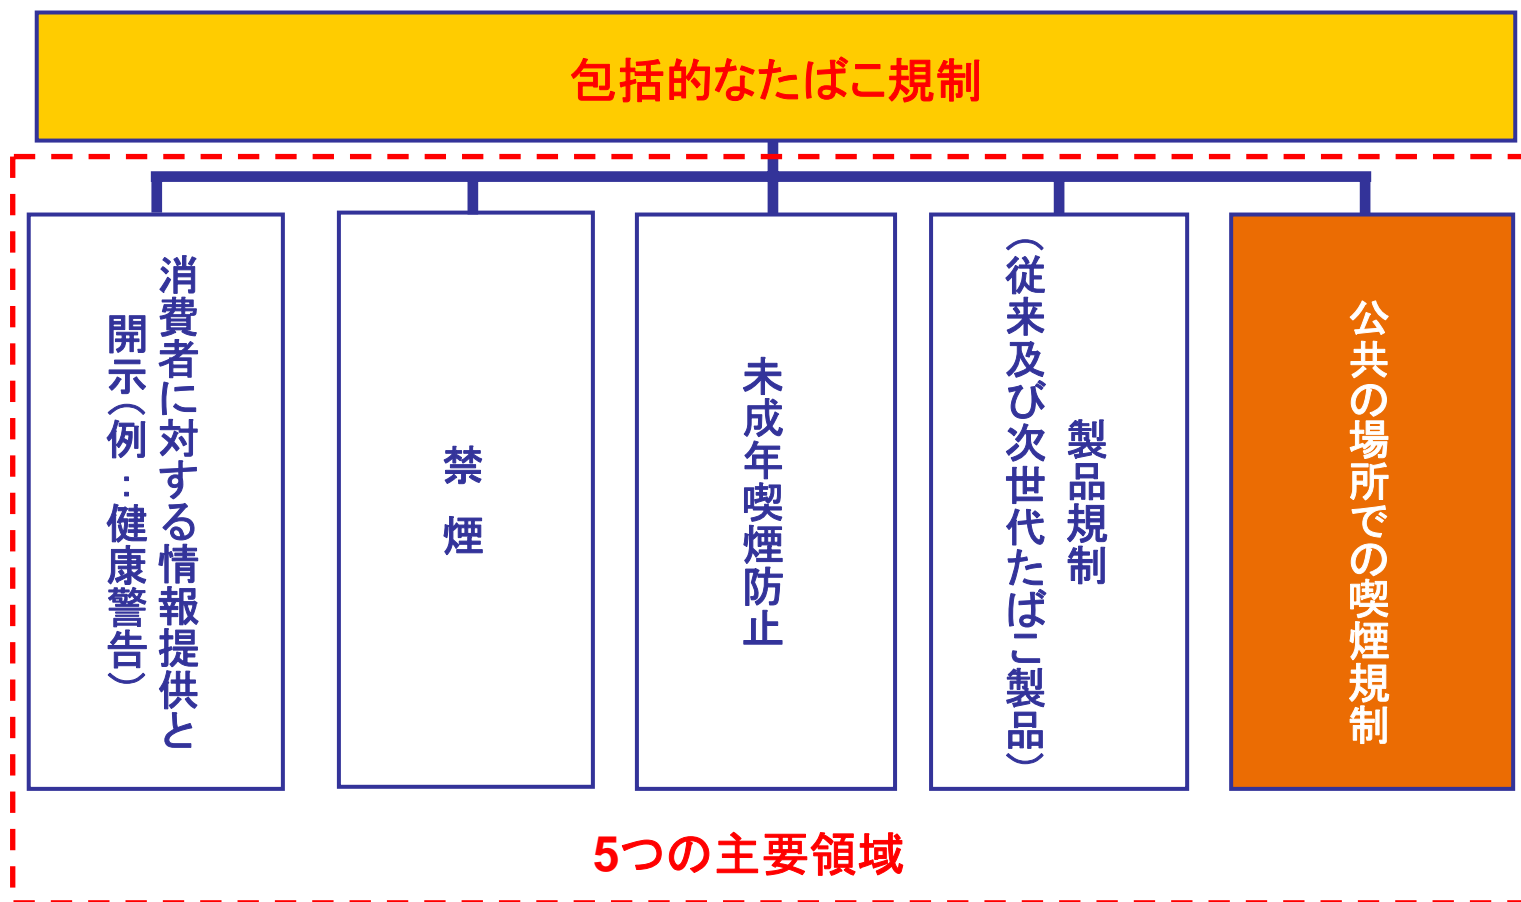 包括的なたばこ規制
消費者に対する情報提供と
開示（例：健康警告）
禁 煙
未成年喫煙防止
製品規制
（従来及び次世代たばこ製品）
公共の場所での喫煙規制
5つの主要領域